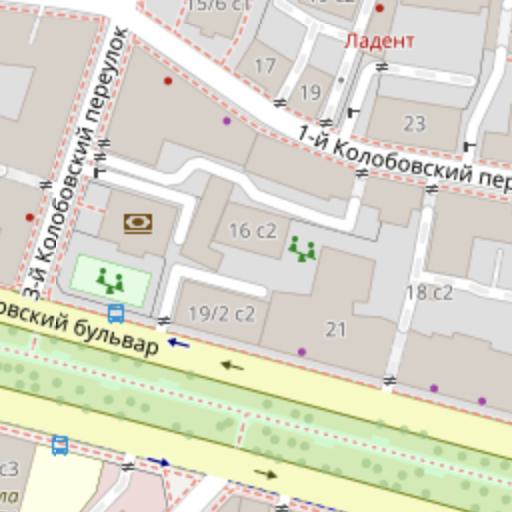 15/6 с1
Ладент
17
19
23
1-й Колобовский пер
3-й Колобовский переулок
16 с2
18 с2
19/2 с2
21
овский бульвар
с3